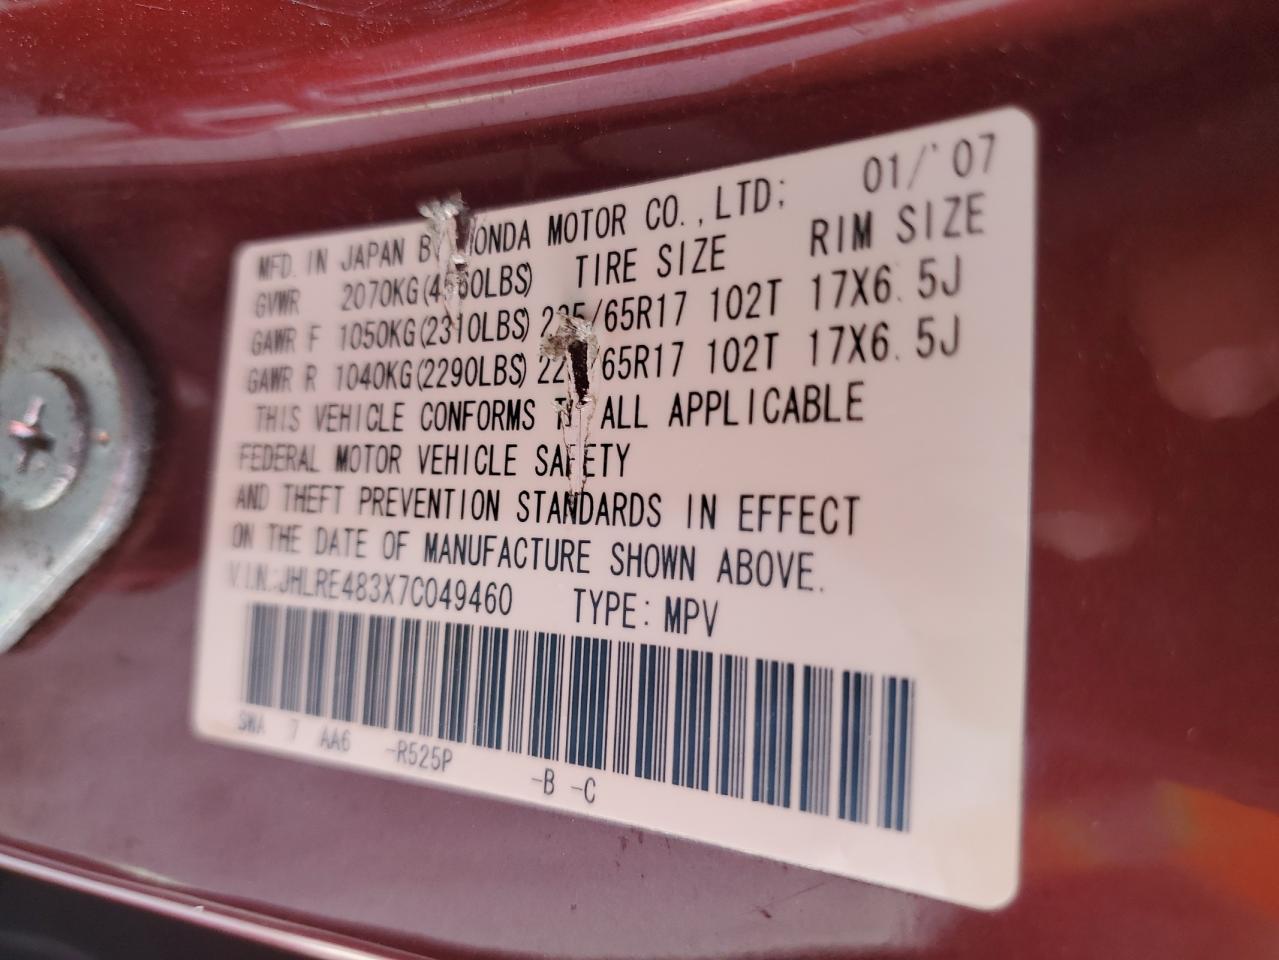 MFD. IN JAPAN BY HONDA MOTOR CO., LTD; 01/'07
GVWR 2070KG(4560LBS) TIRE SIZE RIM SIZE
GAWR F 1050KG(2310LBS) 225/65R17 102T 17X6.5J
GAWR R 1040KG(2290LBS) 225/65R17 102T 17X6.5J
THIS VEHICLE CONFORMS TO ALL APPLICABLE
FEDERAL MOTOR VEHICLE SAFETY
AND THEFT PREVENTION STANDARDS IN EFFECT
ON THE DATE OF MANUFACTURE SHOWN ABOVE.
V.I.N.:JHLRE483X7C049460 TYPE: MPV
SWA 7 AA6 -R525P -B -C